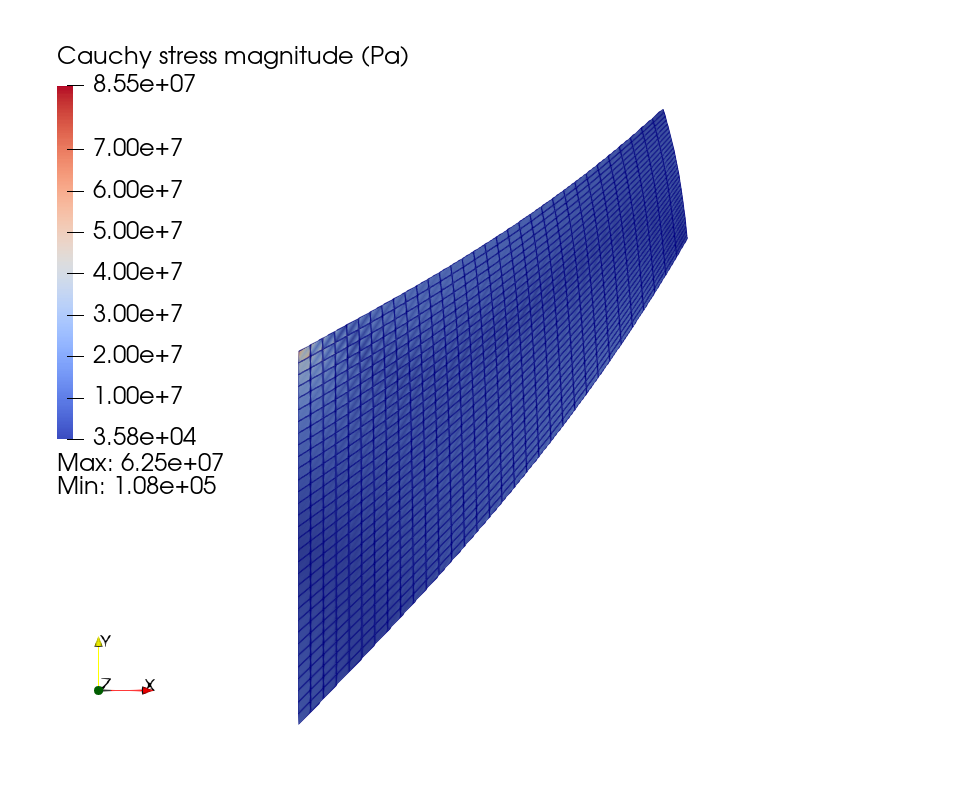 Cauchy stress magnitude (Pa)
8.55e+07
7.00e+7
6.00e+7
5.00e+7
4.00e+7
3.00e+7
2.00e+7
1.00e+7
3.58e+04
Max: 6.25e+07
Min: 1.08e+05
Y
Z
X